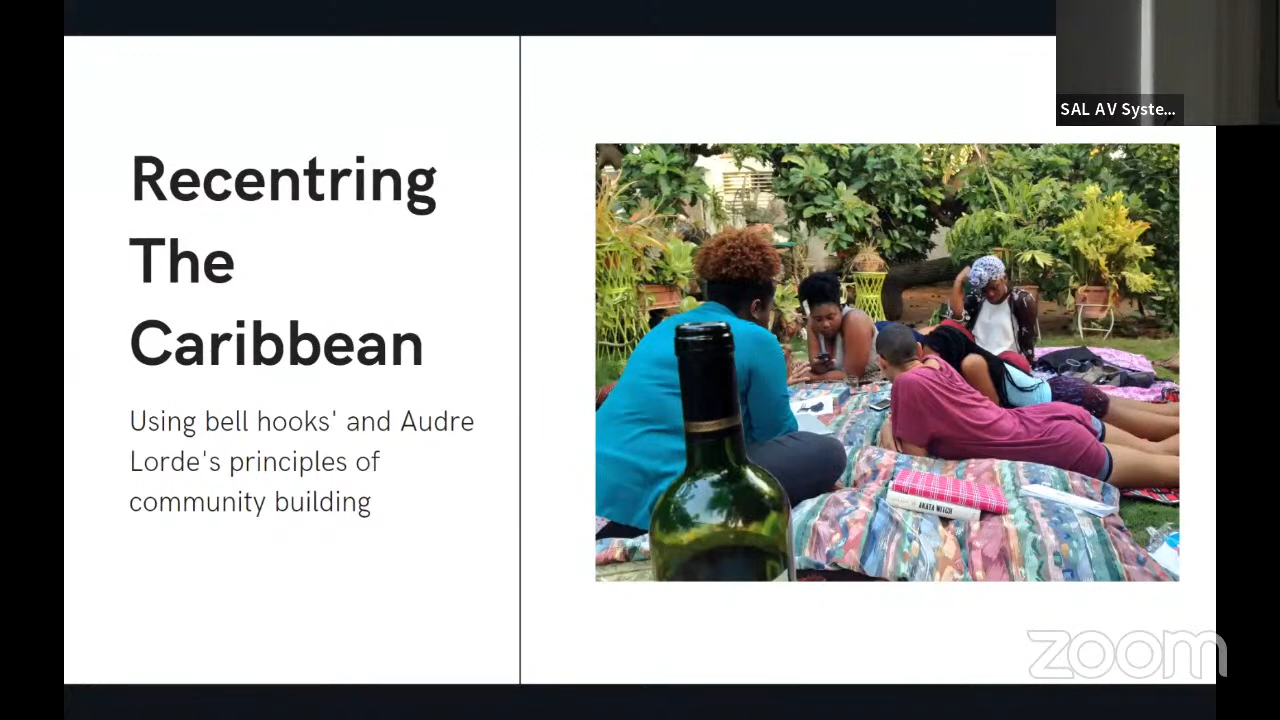 SAL AV Syste...
Recentring
The
Caribbean
Using bell hooks' and Audre
Lorde's principles of
community building
AKATA WITCH
zoom